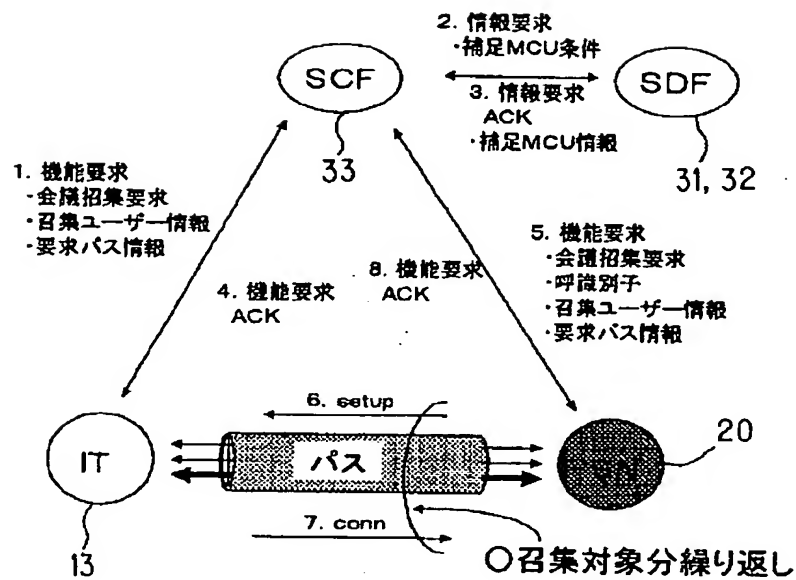 2. 情報要求
・補足MCU条件
SCF
SDF
3. 情報要求
ACK
・補足MCU情報
33
31, 32
1. 機能要求
・会議招集要求
・召集ユーザー情報
・要求パス情報
4. 機能要求
ACK
8. 機能要求
ACK
5. 機能要求
・会議招集要求
・呼識別子
・召集ユーザー情報
・要求パス情報
6. setup
IT
パス
20
13
7. conn
○召集対象分繰り返し